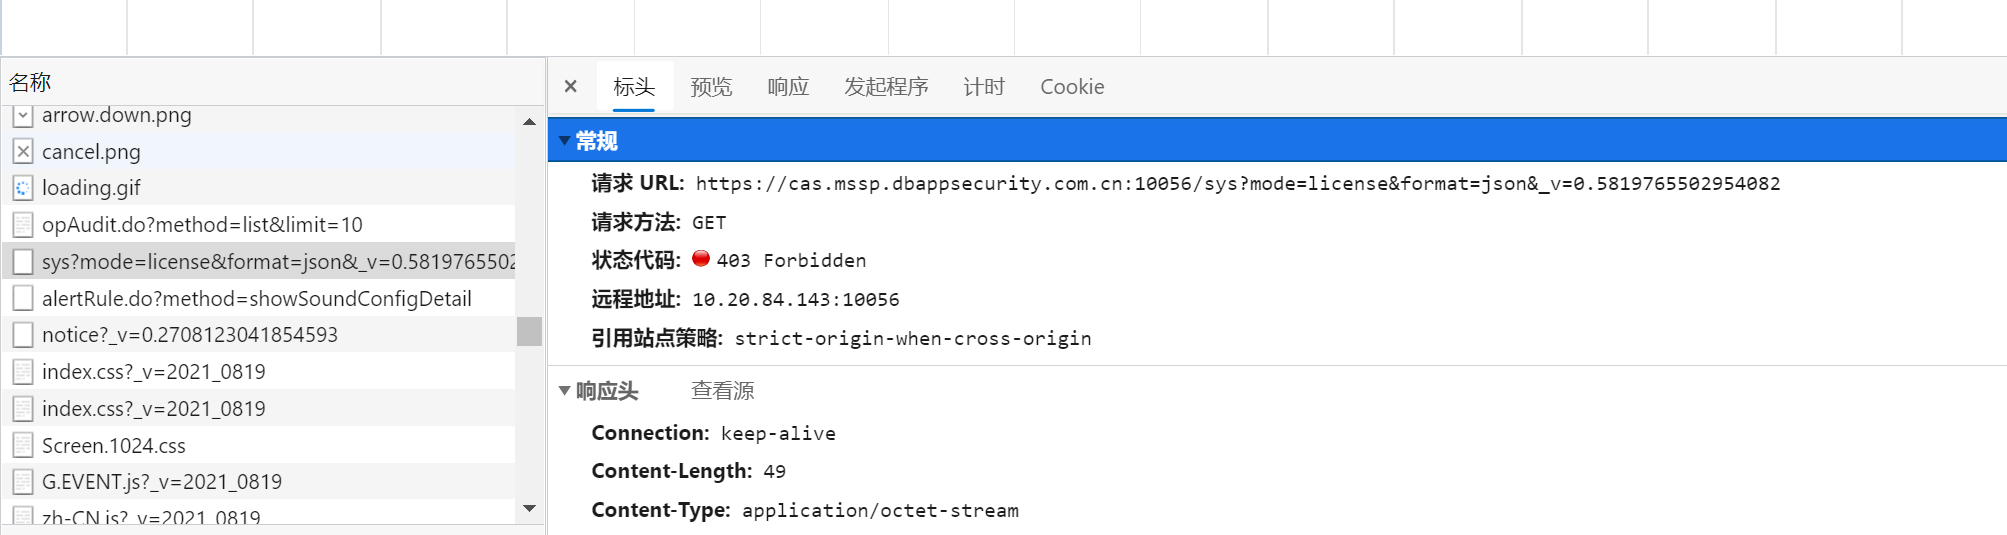 名称
arrow.down.png
cancel.png
loading.gif
opAudit.do?method=list&limit=10
sys?mode=license&format=json&_v=0.5819765502
alertRule.do?method=showSoundConfigDetail
notice?_v=0.2708123041854593
index.css?_v=2021_0819
index.css?_v=2021_0819
Screen.1024.css
G.EVENT.js?_v=2021_0819
zh-CN.js?_v=2021_0819
标头 预览 响应 发起程序 计时 Cookie
常规
请求 URL: https://cas.mssp.dbappsecurity.com.cn:10056/sys?mode=license&format=json&_v=0.5819765502954082
请求方法: GET
状态代码: 403 Forbidden
远程地址: 10.20.84.143:10056
引用站点策略: strict-origin-when-cross-origin
响应头 查看源
Connection: keep-alive
Content-Length: 49
Content-Type: application/octet-stream